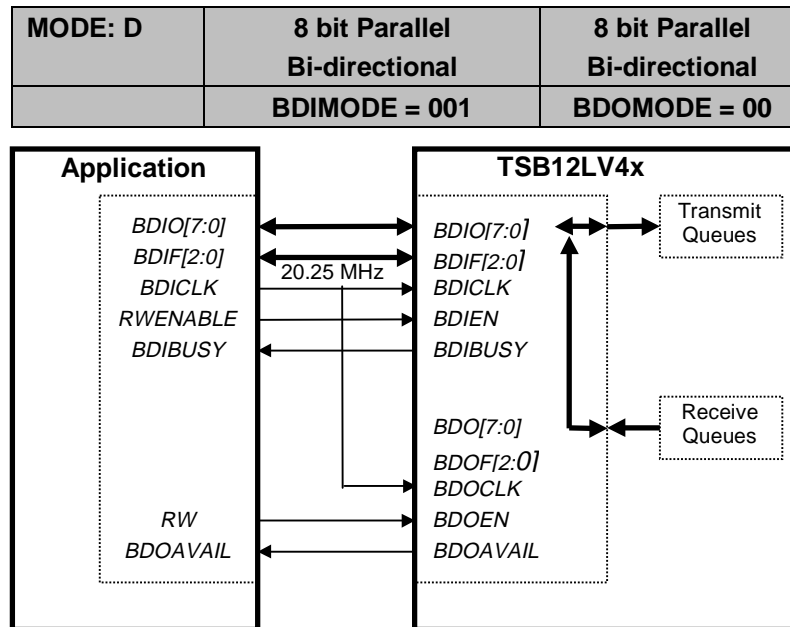 MODE: D 8 bit Parallel Bi-directional 8 bit Parallel Bi-directional
BDIMODE = 001 BDOMODE = 00
Application
TSB12LV4x
BDIO[7:0]
BDIF[2:0]
BDICLK
RWENABLE
BDIBUSY
RW
BDOAVAIL
20.25 MHz
BDIO[7:0]
BDIF[2:0]
BDICLK
BDIEN
BDIBUSY
BDO[7:0]
BDOF[2:0]
BDOCLK
BDOEN
BDOAVAIL
Transmit
Queues
Receive
Queues